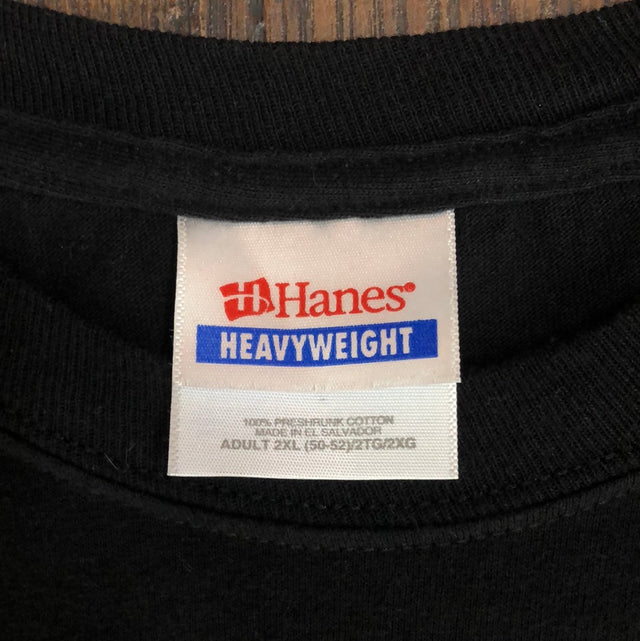 Hanes®
HEAVYWEIGHT
100% PRESHRUNK COTTON
MADE IN EL SALVADOR
ADULT 2XL (50-52)/2TG/2XG